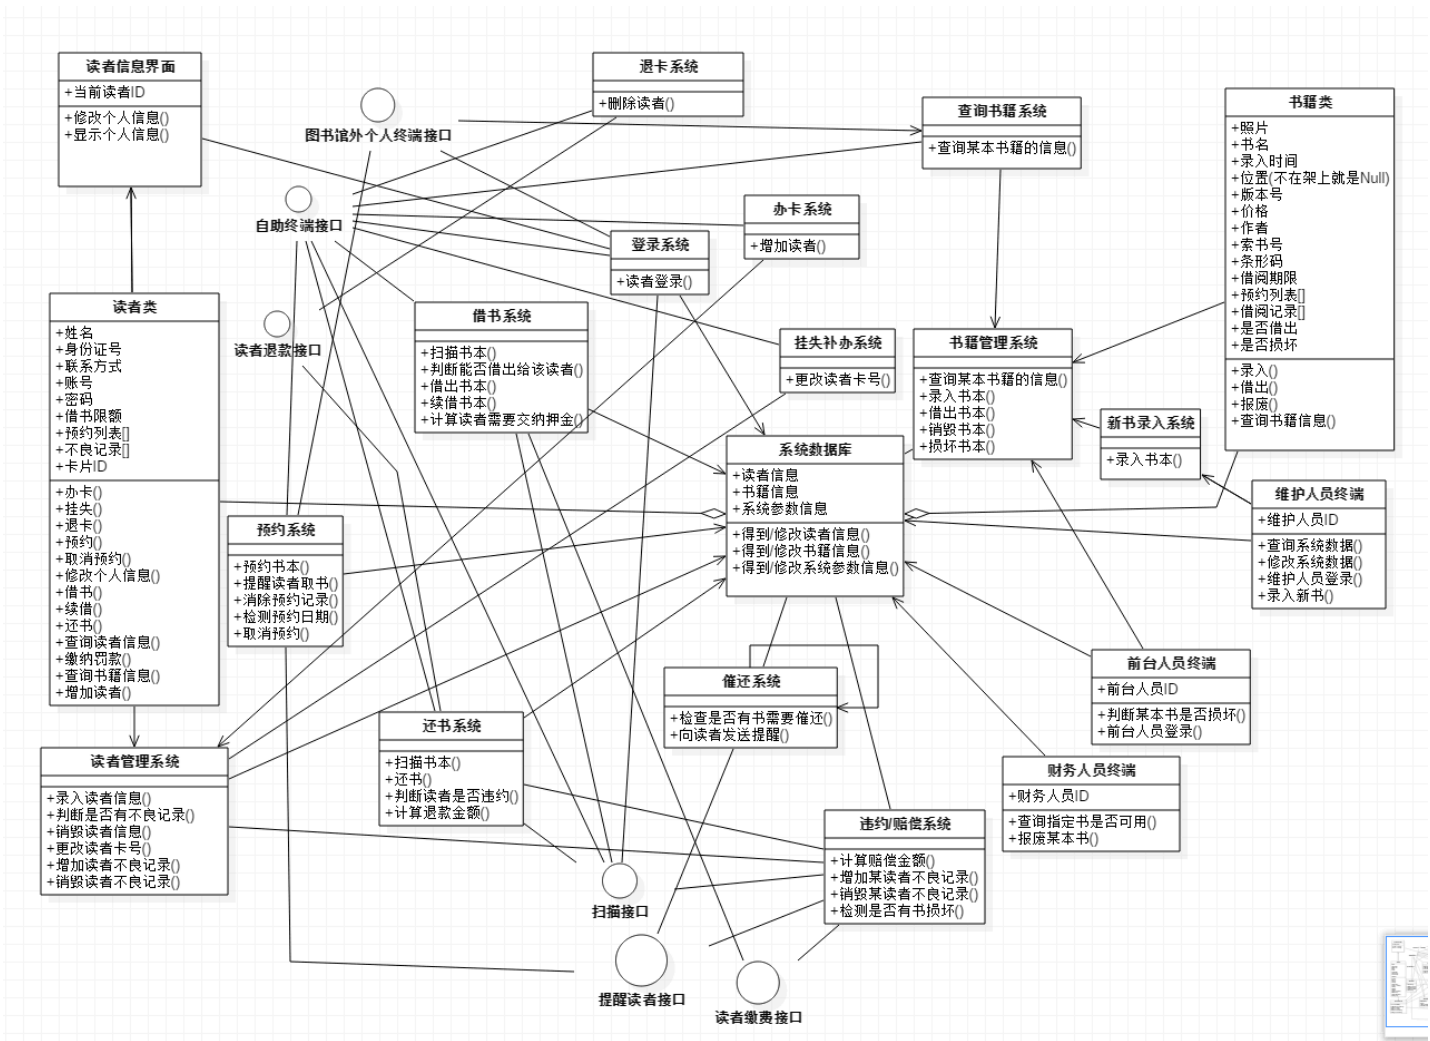 读者信息界面
+当前读者ID
+修改个人信息()
+显示个人信息()
图书馆外个人终端接口
退卡系统
+删除读者()
查询书籍系统
+查询某本书籍的信息()
书籍类
+照片
+书名
+录入时间
+位置(不在架上就是Null)
+版本号
+价格
+作者
+索书号
+条形码
+借阅期限
+预约列表[]
+借阅记录[]
+是否借出
+是否损坏
+录入()
+借出()
+报废()
+查询书籍信息()
自助终端接口
办卡系统
+增加读者()
登录系统
+读者登录()
读者类
+姓名
+身份证号
+联系方式
+账号
+密码
+借书限额
+预约列表[]
+不良记录[]
+卡片ID
+办卡()
+挂失()
+退卡()
+预约()
+取消预约()
+修改个人信息()
+借书()
+续借()
+还书()
+查询读者信息()
+缴纳罚款()
+查询书籍信息()
+增加读者()
读者退款接口
借书系统
+扫描书本()
+判断能否借出给该读者()
+借出书本()
+续借书本()
+计算读者需要交纳押金()
挂失补办系统
+更改读者卡号()
书籍管理系统
+查询某本书籍的信息()
+录入书本()
+借出书本()
+销毁书本()
+损坏书本()
新书录入系统
+录入书本()
系统数据库
+读者信息
+书籍信息
+系统参数信息
+得到/修改读者信息()
+得到/修改书籍信息()
+得到/修改系统参数信息()
维护人员终端
+维护人员ID
+查询系统数据()
+修改系统数据()
+维护人员登录()
+录入新书()
预约系统
+预约书本()
+提醒读者取书()
+消除预约记录()
+检测预约日期()
+取消预约()
前台人员终端
+前台人员ID
+判断某本书是否损坏()
+前台人员登录()
催还系统
+检查是否有书需要催还()
+向读者发送提醒()
还书系统
+扫描书本()
+还书()
+判断读者是否违约()
+计算退款金额()
读者管理系统
+录入读者信息()
+判断是否有不良记录()
+销毁读者信息()
+更改读者卡号()
+增加读者不良记录()
+销毁读者不良记录()
财务人员终端
+财务人员ID
+查询指定书是否可用()
+报废某本书()
违约/赔偿系统
+计算赔偿金额()
+增加某读者不良记录()
+销毁某读者不良记录()
+检测是否有书损坏()
扫描接口
提醒读者接口
读者缴费接口